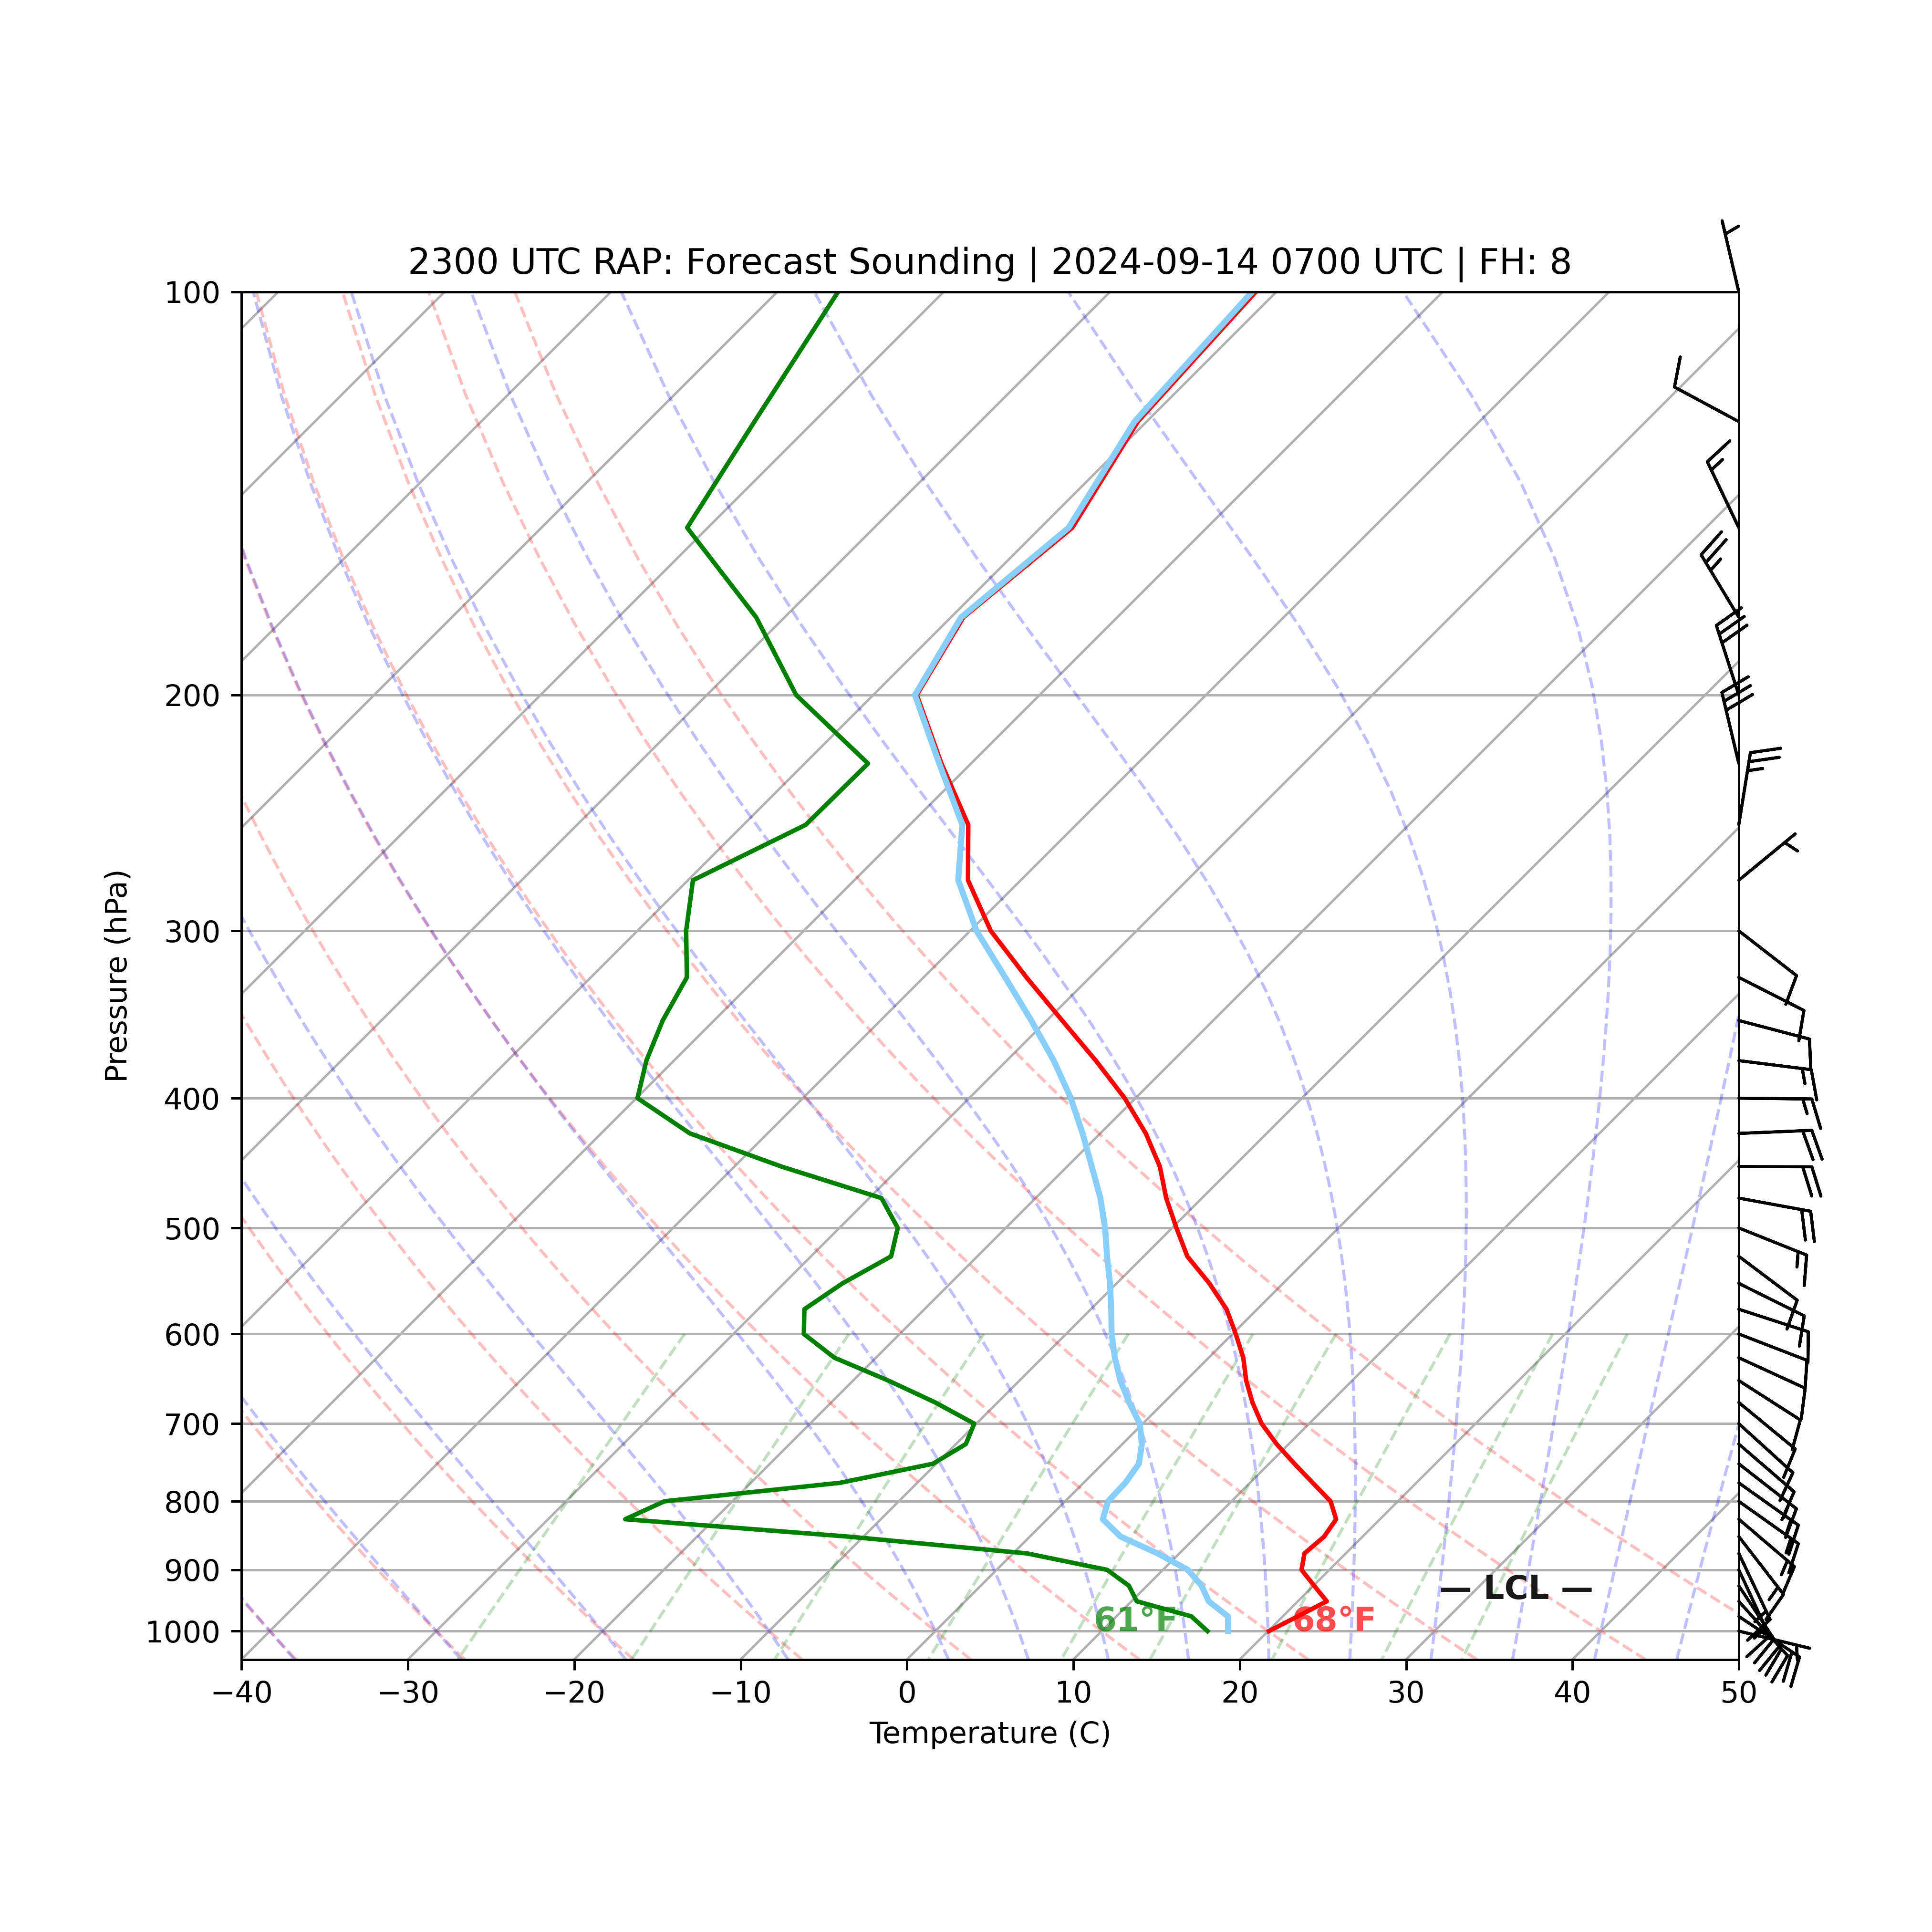 2300 UTC RAP: Forecast Sounding | 2024-09-14 0700 UTC | FH: 8
100
200
300
400
500
600
700
800
900
1000
Pressure (hPa)
— LCL —
61°F
68°F
−40 −30 −20 −10 0 10 20 30 40 50
Temperature (C)